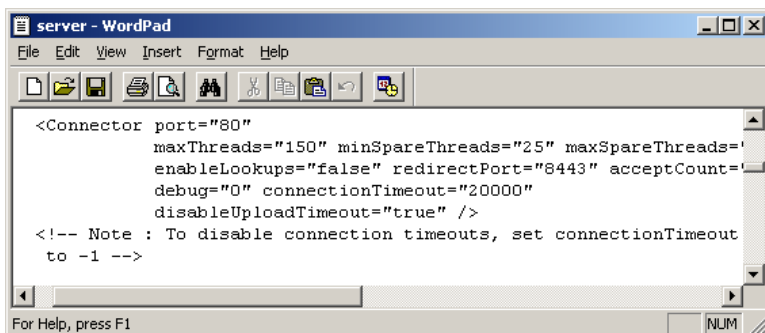 server - WordPad
File Edit View Insert Format Help
<Connector port="80"
maxThreads="150" minSpareThreads="25" maxSpareThreads="
enableLookups="false" redirectPort="8443" acceptCount="
debug="0" connectionTimeout="20000"
disableUploadTimeout="true" />
<!-- Note : To disable connection timeouts, set connectionTimeout
to -1 -->
For Help, press F1
NUM